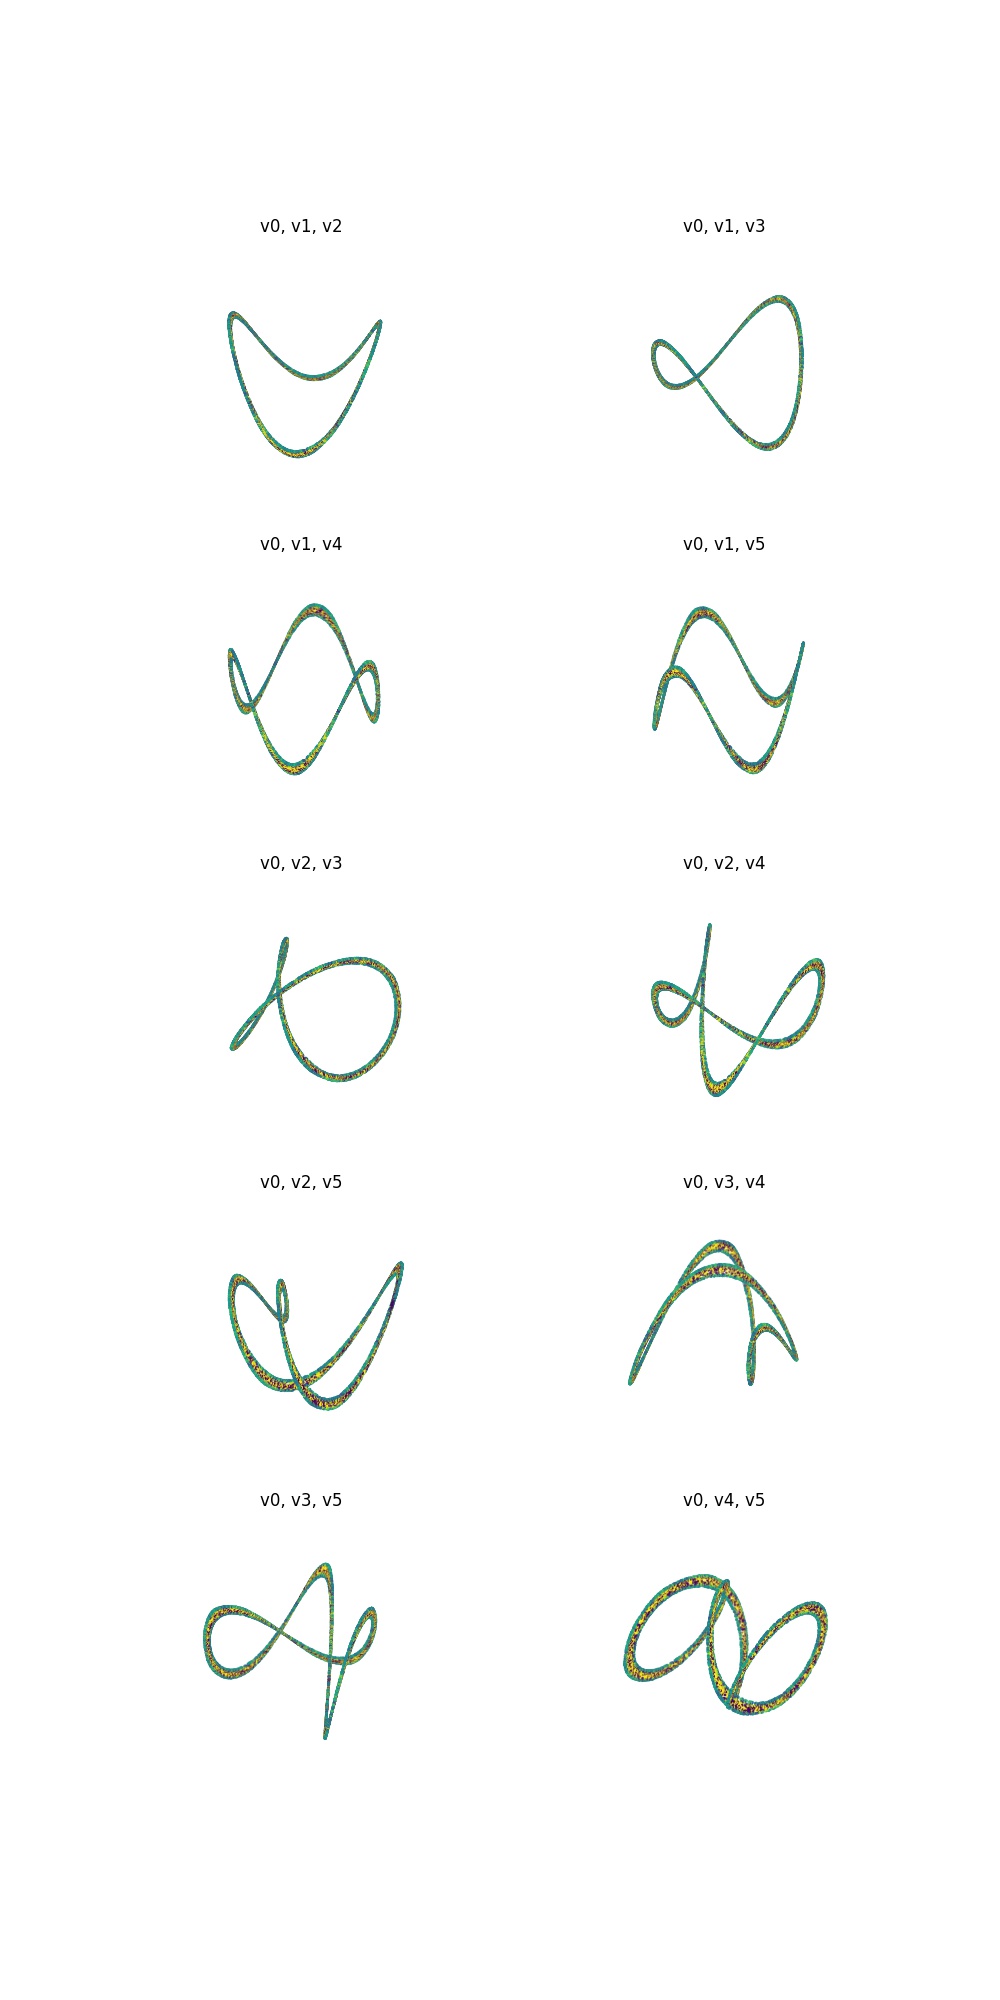 v0, v1, v2
v0, v1, v3
v0, v1, v4
v0, v1, v5
v0, v2, v3
v0, v2, v4
v0, v2, v5
v0, v3, v4
v0, v3, v5
v0, v4, v5